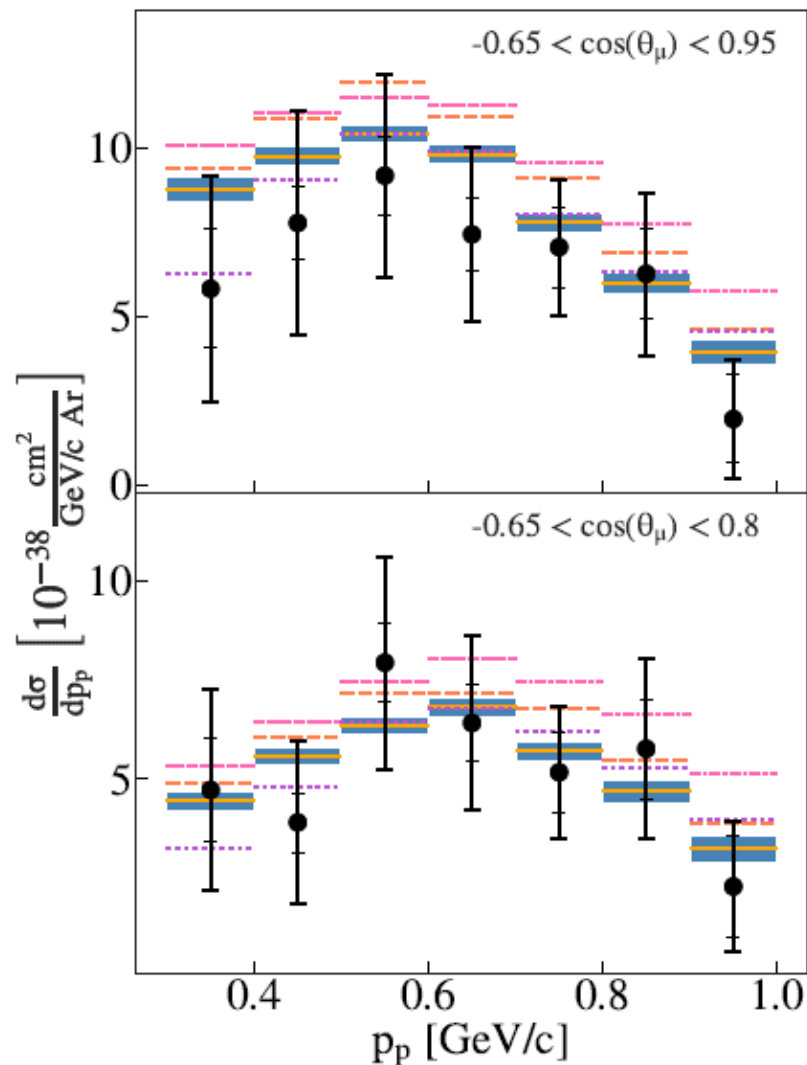 -0.65 < cos(θμ) < 0.95
10
5
0
dσ/dpp [10−38 cm2/GeV/c Ar]
-0.65 < cos(θμ) < 0.8
10
5
0.4 0.6 0.8 1.0
pp [GeV/c]